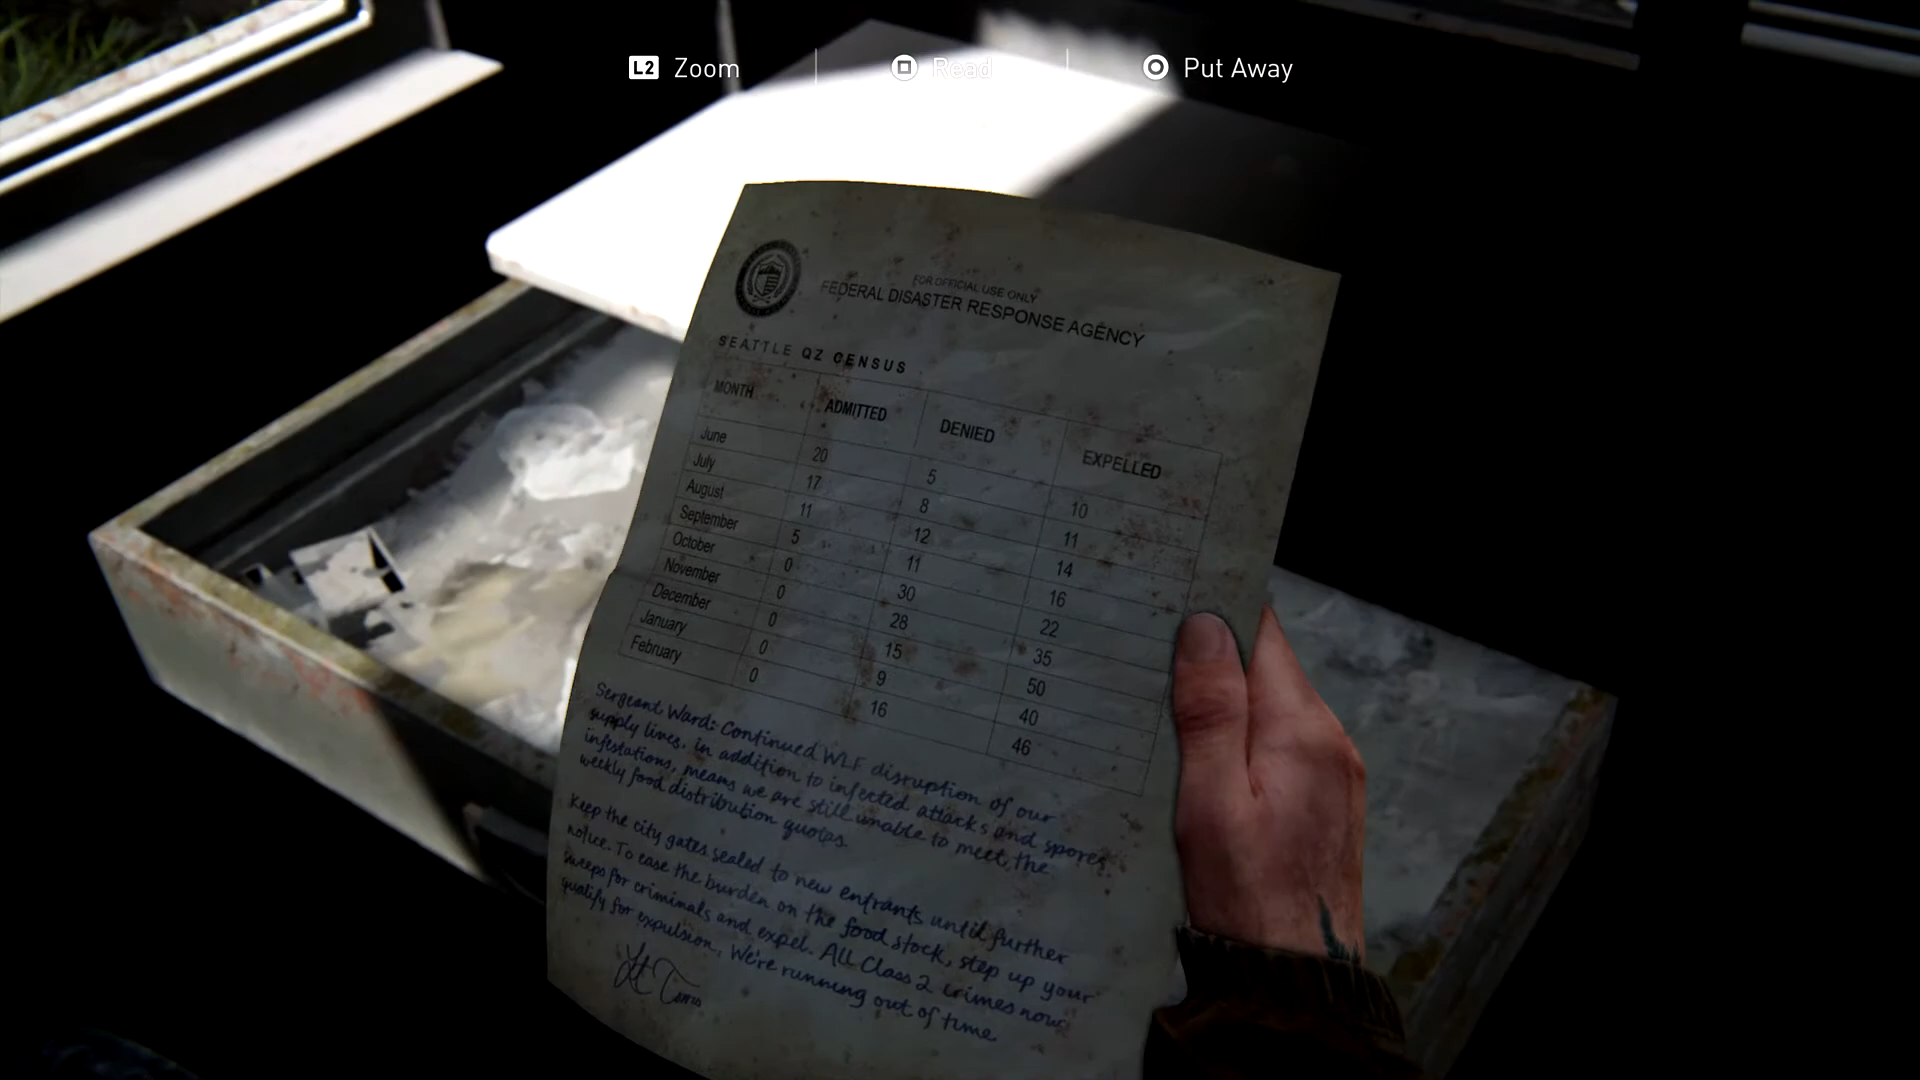 L2 Zoom Read Put Away
FOR OFFICIAL USE ONLY
FEDERAL DISASTER RESPONSE AGENCY
SEATTLE QZ CENSUS
MONTH ADMITTED DENIED EXPELLED
June 20 5 10
July 17 8 11
August 11 12 14
September 5 11 16
October 0 30 22
November 0 28 35
December 0 15 50
January 0 9 40
February 0 16 46
Sergeant Ward: Continued WLF disruption of our
supply lives, in addition to infected attacks and spores
infestations, means we are still unable to meet the
weekly food distribution quotas.
Keep the city gates sealed to new entrants until further
notice. To ease the burden on the food stock, step up your
sweeps for criminals and expel. All Class 2 crimes now
qualify for expulsion. We're running out of time.
Lt Torres